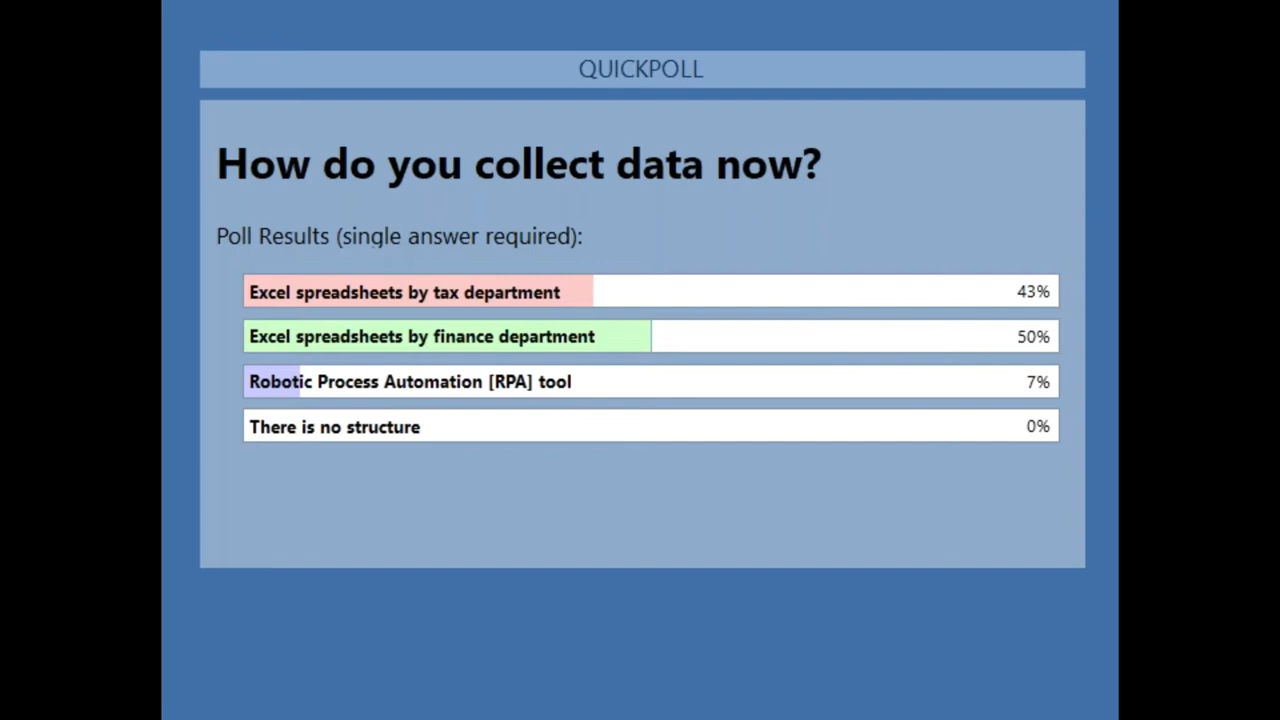 QUICKPOLL
How do you collect data now?
Poll Results (single answer required):
Excel spreadsheets by tax department 43%
Excel spreadsheets by finance department 50%
Robotic Process Automation [RPA] tool 7%
There is no structure 0%